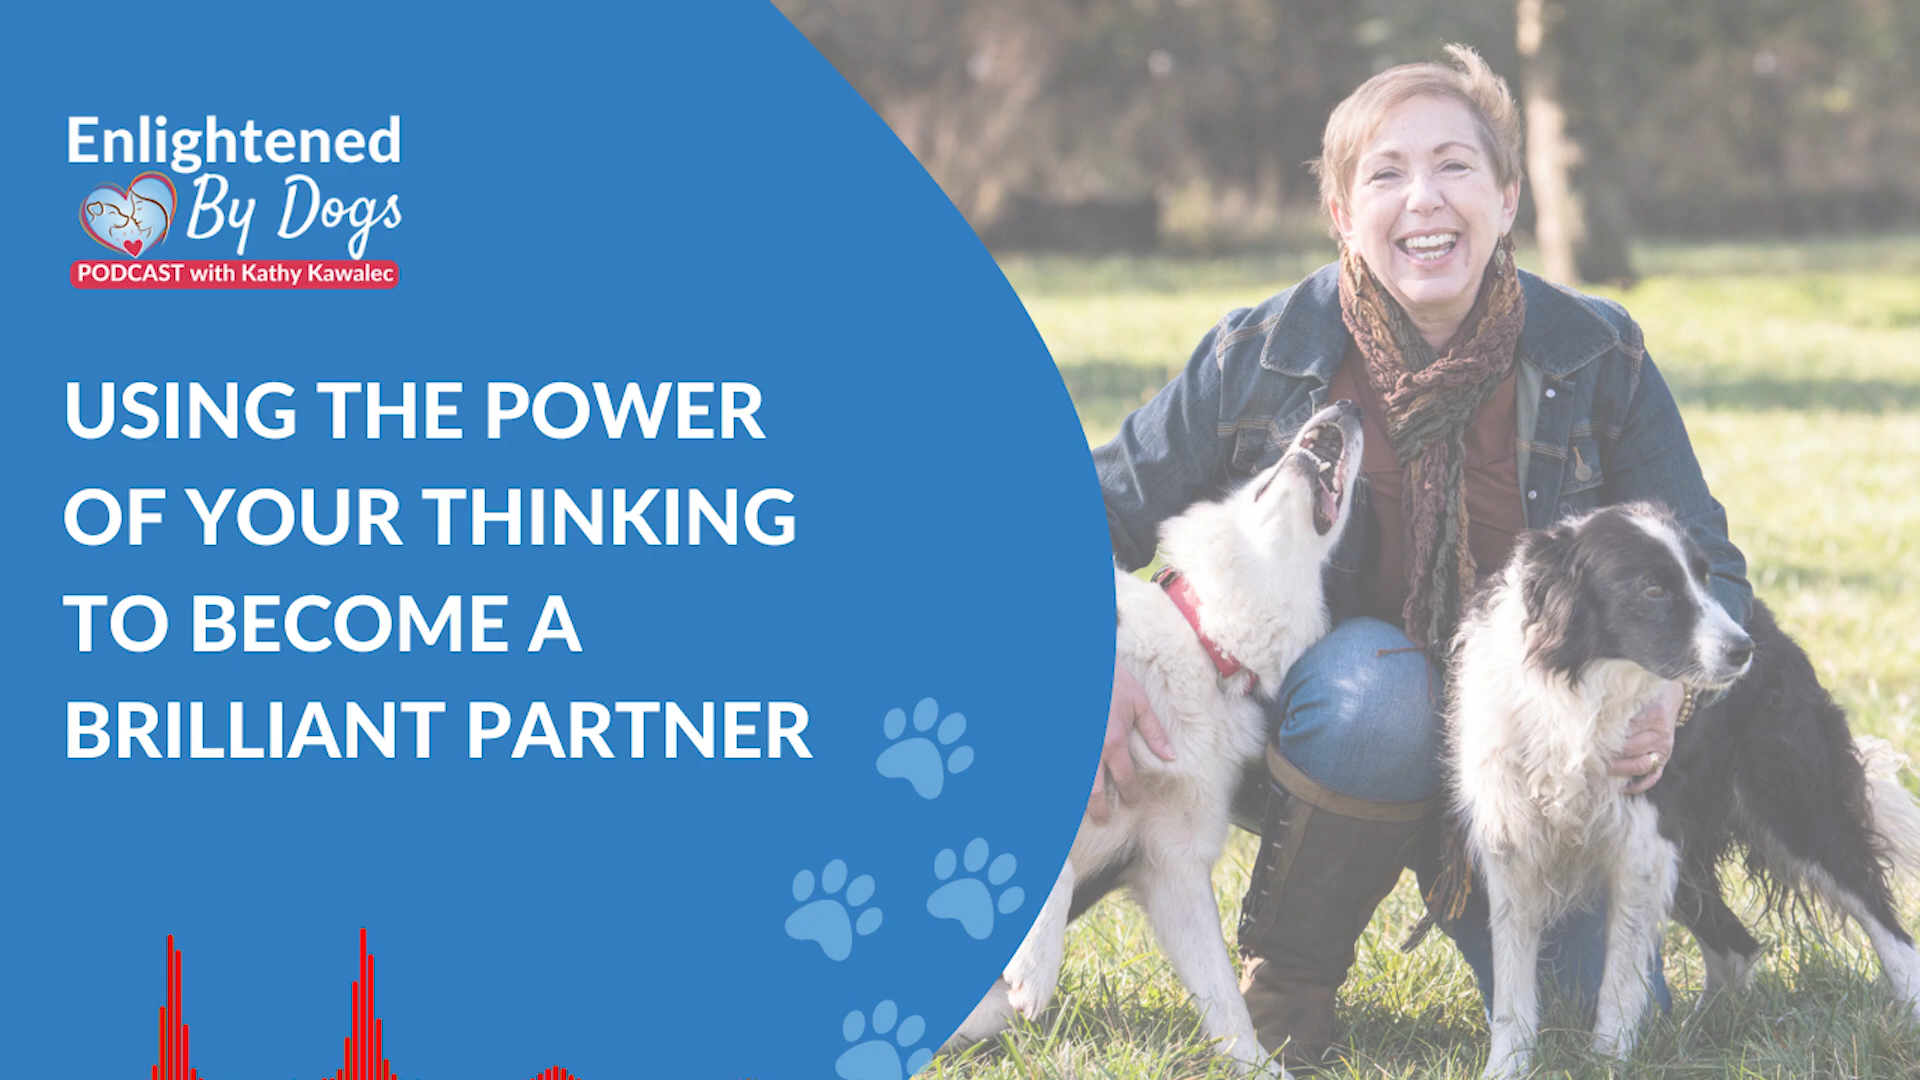 Enlightened
By Dogs
PODCAST with Kathy Kawalec
USING THE POWER
OF YOUR THINKING
TO BECOME A
BRILLIANT PARTNER